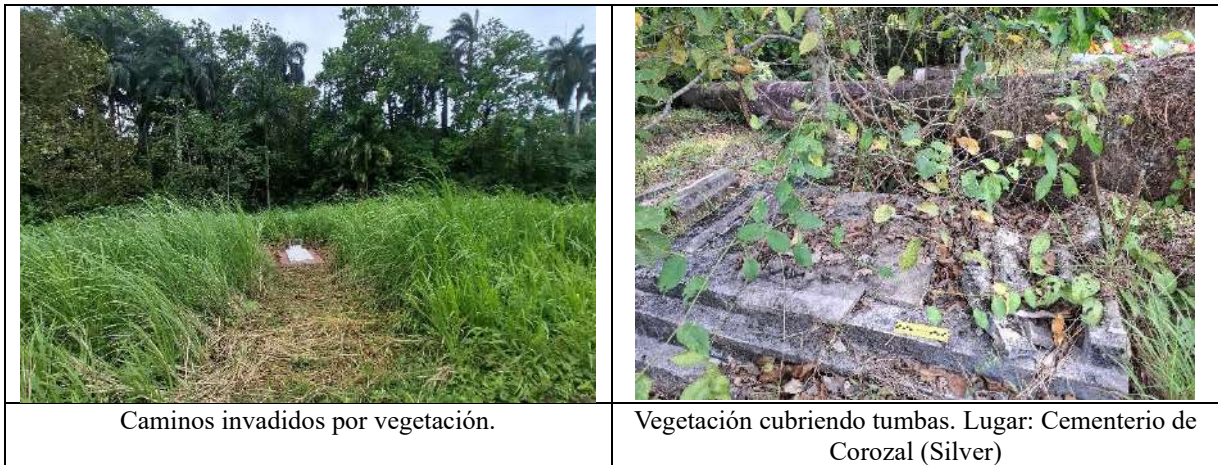 Caminos invadidos por vegetación.
Vegetación cubriendo tumbas. Lugar: Cementerio de
Corozal (Silver)